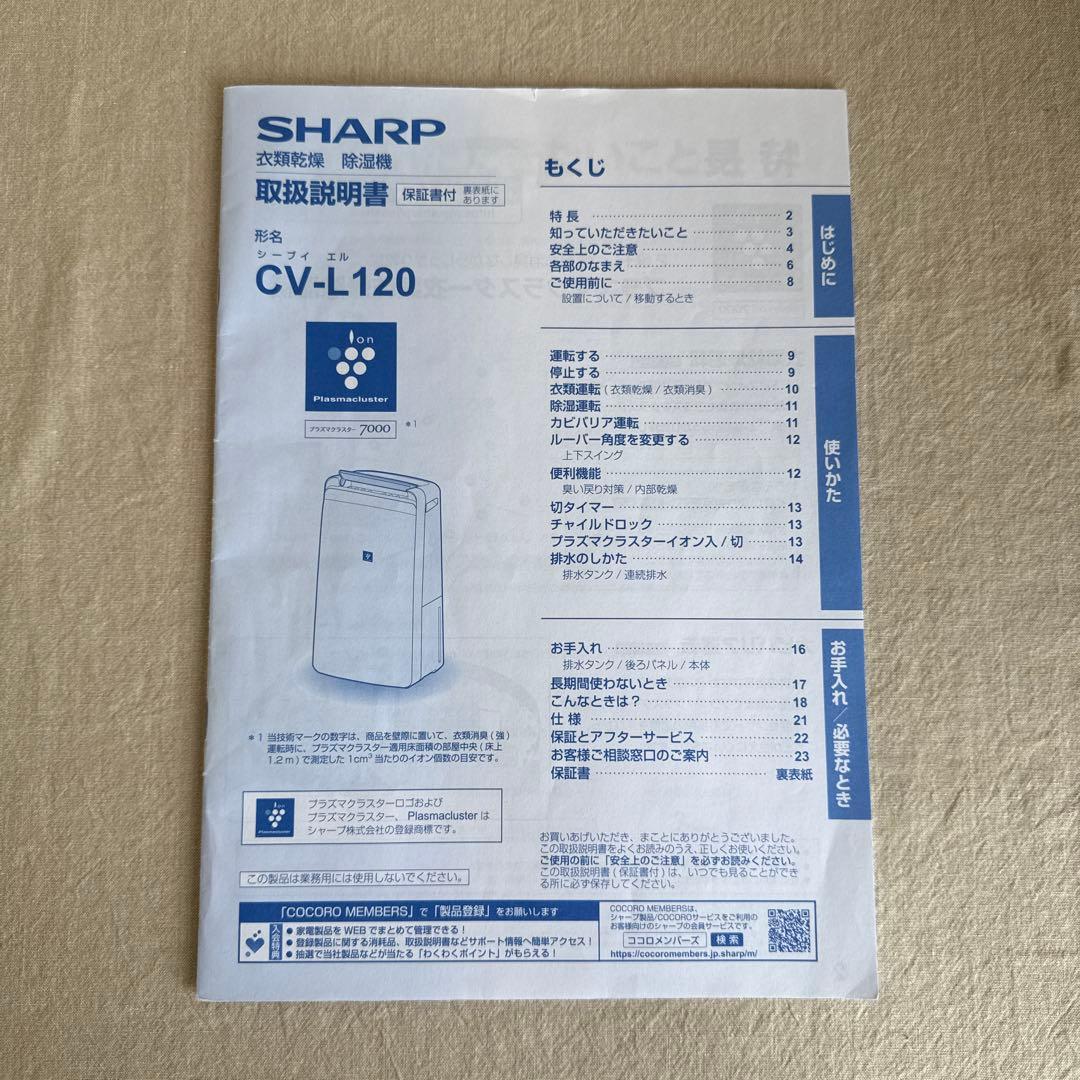 SHARP
衣類乾燥 除湿機
取扱説明書 保証書付 裏表紙に
あります
形名
シーブイ エル
CV-L120
Ion
Plasmacluster
プラズマクラスター 7000 *1
*1 当技術マークの数字は、商品を壁際に置いて、衣類消臭(強)
運転時に、プラズマクラスター適用床面積の部屋中央(床上
1.2m)で測定した1cm³当たりのイオン個数の目安です。
Ion
Plasmacluster
プラズマクラスターロゴおよび
プラズマクラスター、Plasmaclusterは
シャープ株式会社の登録商標です。
この製品は業務用には使用しないでください。
もくじ
はじめに
特長 2
知っていただきたいこと 3
安全上のご注意 4
各部のなまえ 6
ご使用前に 8
設置について/移動するとき
使いかた
運転する 9
停止する 9
衣類運転(衣類乾燥/衣類消臭) 10
除湿運転 11
カビバリア運転 11
ルーバー角度を変更する 12
上下スイング
便利機能 12
臭い戻り対策/内部乾燥
切タイマー 13
チャイルドロック 13
プラズマクラスターイオン入/切 13
排水のしかた 14
排水タンク/連続排水
お手入れ/必要なとき
お手入れ 16
排水タンク/後ろパネル/本体
長期間使わないとき 17
こんなときは? 18
仕様 21
保証とアフターサービス 22
お客様ご相談窓口のご案内 23
保証書 裏表紙
お買いあげいただき、まことにありがとうございました。
この取扱説明書をよくお読みのうえ、正しくお使いください。
ご使用の前に「安全上のご注意」を必ずお読みください。
この取扱説明書(保証書付)は、いつでも見ることができ
る所に必ず保存してください。
「COCORO MEMBERS」で「製品登録」をお願いします
入会特典
● 家電製品をWEBでまとめて管理できる!
● 登録製品に関する消耗品、取扱説明書などサポート情報へ簡単アクセス!
● 抽選で当社製品などが当たる「わくわくポイント」がもらえる!
COCORO MEMBERSは、
シャープ製品/COCOROサービスをご利用の
お客様向けのシャープの会員サービスです。
ココロメンバーズ 検索
https://cocoromembers.jp.sharp/m/